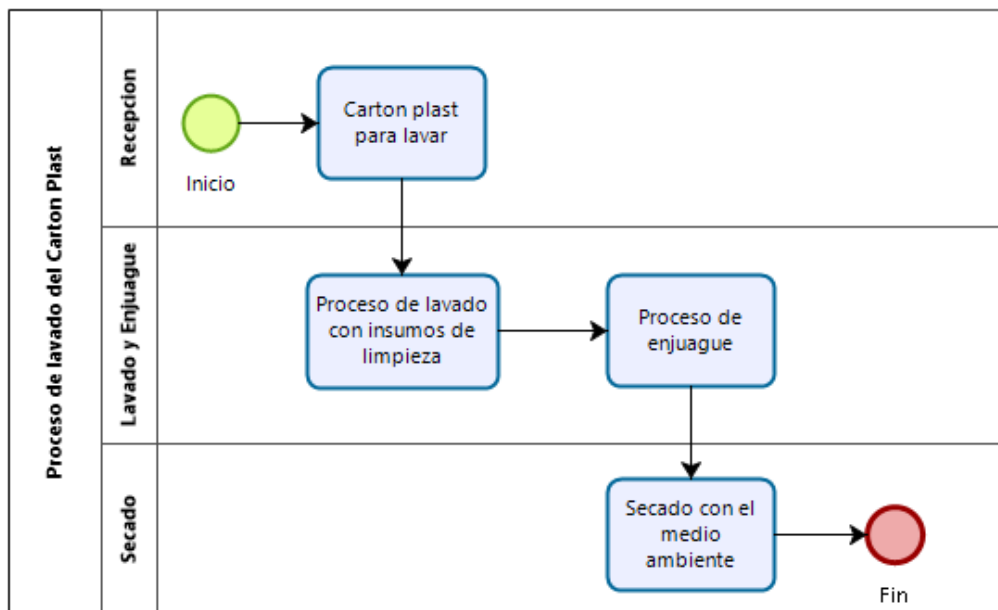 Proceso de lavado del Carton Plast
Recepcion
Inicio
Carton plast
para lavar
Lavado y Enjuague
Proceso de lavado
con insumos de
limpieza
Proceso de
enjuague
Secado
Secado con el
medio
ambiente
Fin